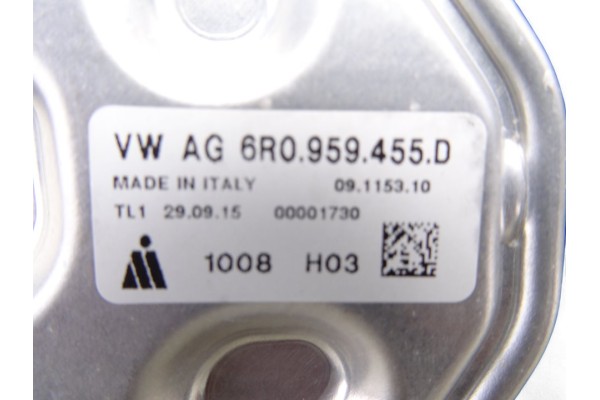 VW AG 6R0.959.455.D
MADE IN ITALY 09.1153.10
TL1 29.09.15 00001730
1008 H03